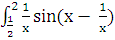 ∫_{1/2}^{2} 1/x sin(x − 1/x)